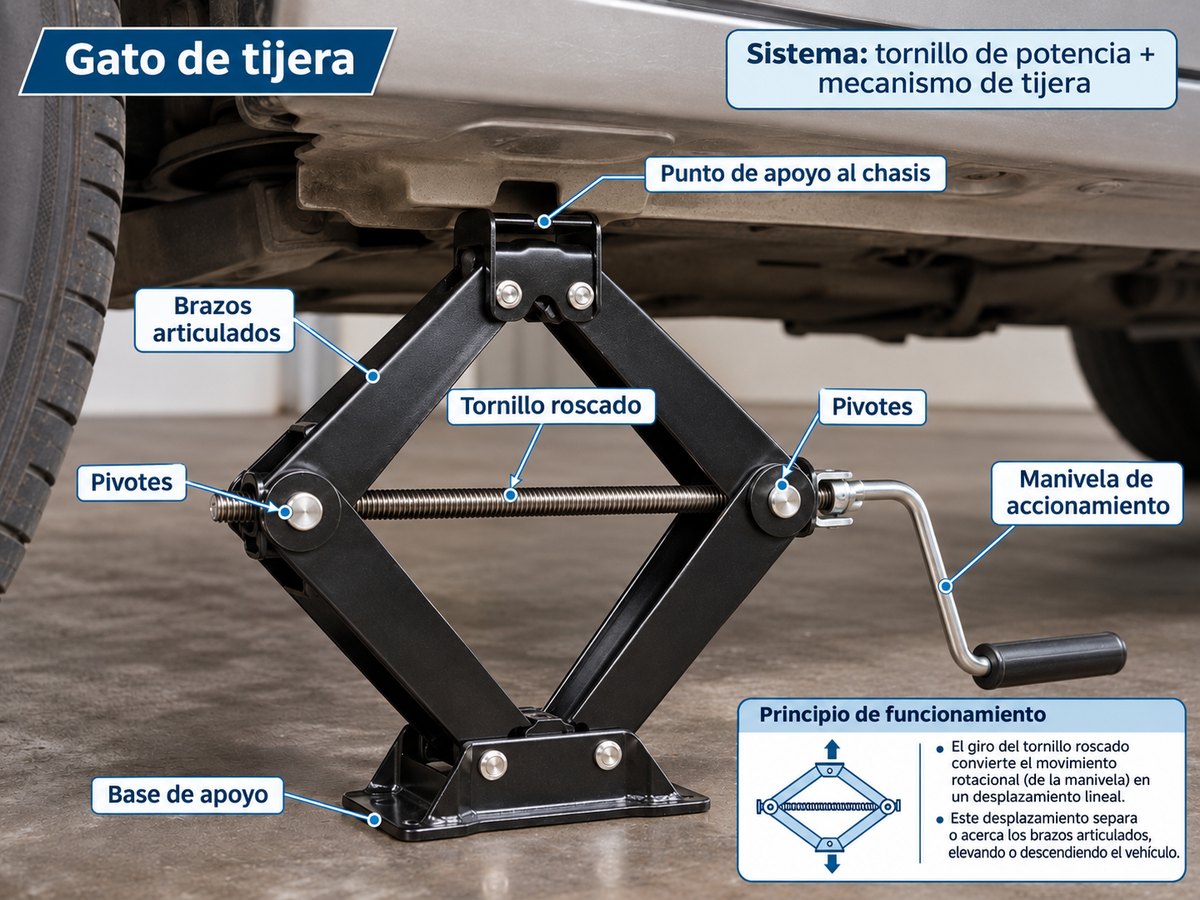 Gato de tijera
Sistema: tornillo de potencia +
mecanismo de tijera
Punto de apoyo al chasis
Brazos
articulados
Tornillo roscado
Pivotes
Pivotes
Manivela de
accionamiento
Base de apoyo
Principio de funcionamiento
• El giro del tornillo roscado
convierte el movimiento
rotacional (de la manivela) en
un desplazamiento lineal.
• Este desplazamiento separa
o acerca los brazos articulados,
elevando o descendiendo el vehículo.